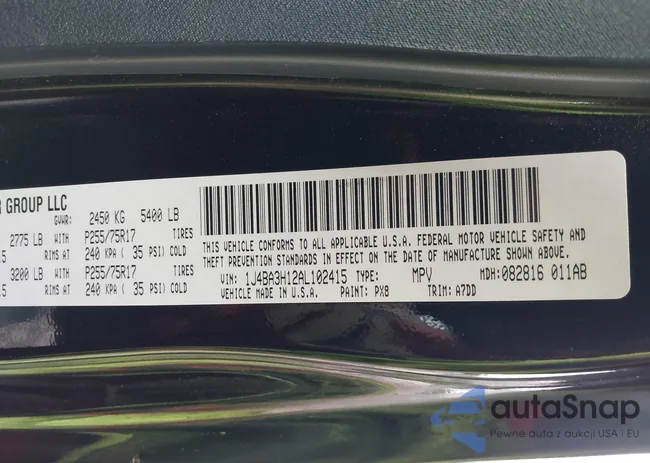 R GROUP LLC
GVWR: 2450 KG 5400 LB
2775 LB WITH P255/75R17 TIRES
RIMS AT 240 KPA ( 35 PSI) COLD
3200 LB WITH P255/75R17 TIRES
RIMS AT 240 KPA ( 35 PSI) COLD
THIS VEHICLE CONFORMS TO ALL APPLICABLE U.S.A. FEDERAL MOTOR VEHICLE SAFETY AND
THEFT PREVENTION STANDARDS IN EFFECT ON THE DATE OF MANUFACTURE SHOWN ABOVE.
VIN: 1J4BA3H12AL102415 TYPE: MPV MDH: 082816 011AB
VEHICLE MADE IN U.S.A. PAINT: PX8 TRIM: A7DD
autaSnap
Pewne auta z aukcji USA i EU